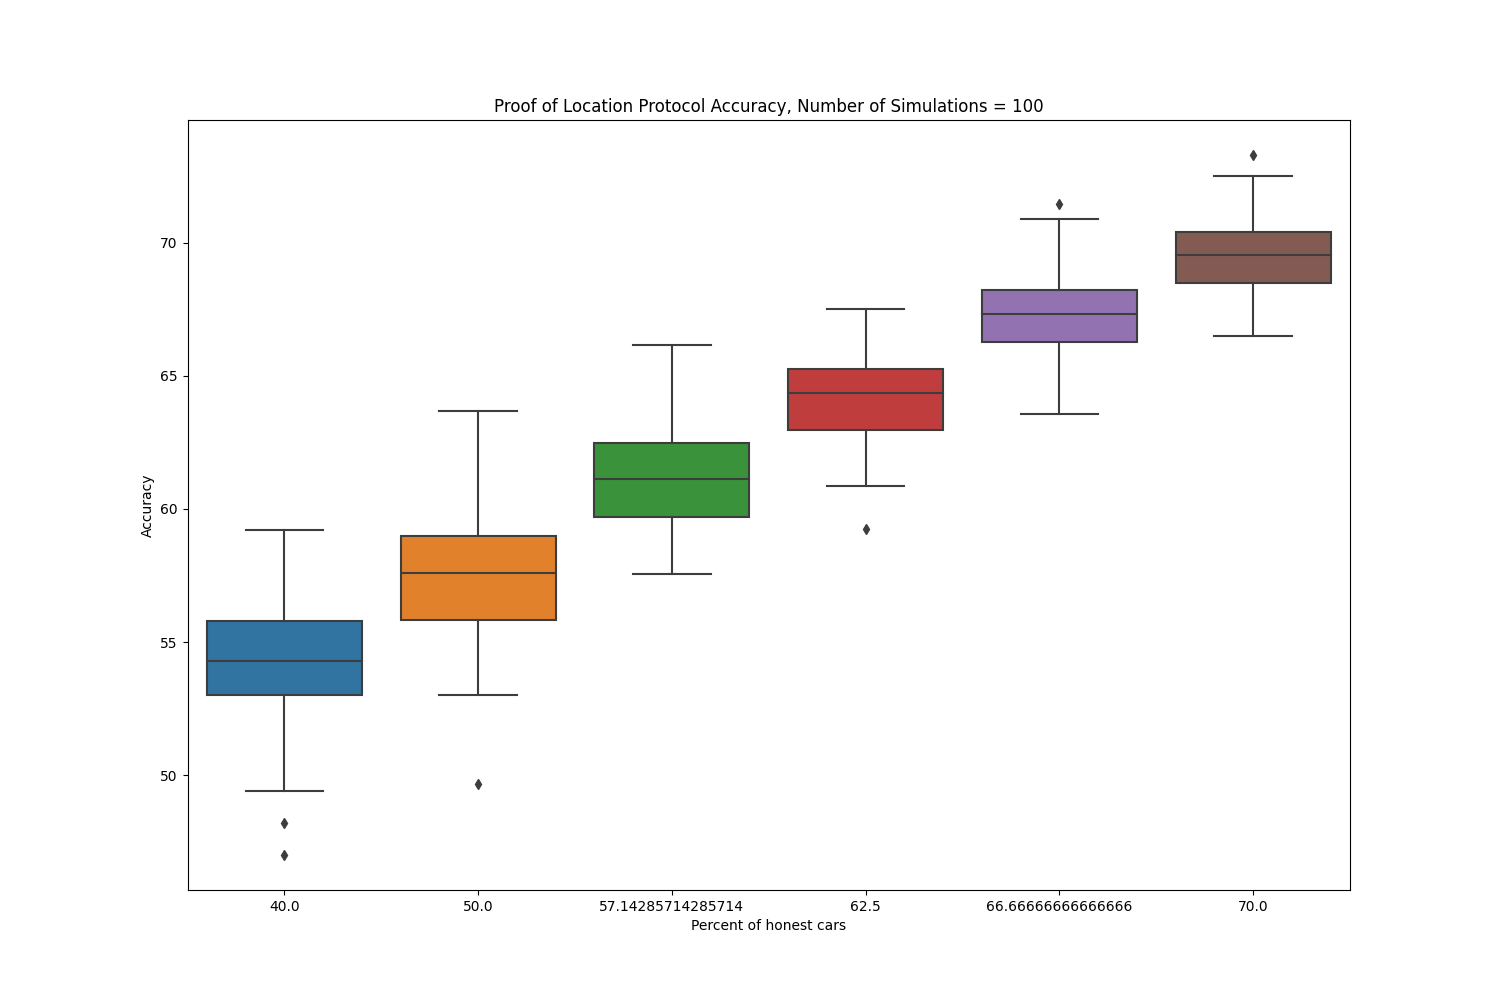 Proof of Location Protocol Accuracy, Number of Simulations = 100
70
65
60
55
50
Accuracy
40.0 50.0 57.14285714285714 62.5 66.66666666666666 70.0
Percent of honest cars